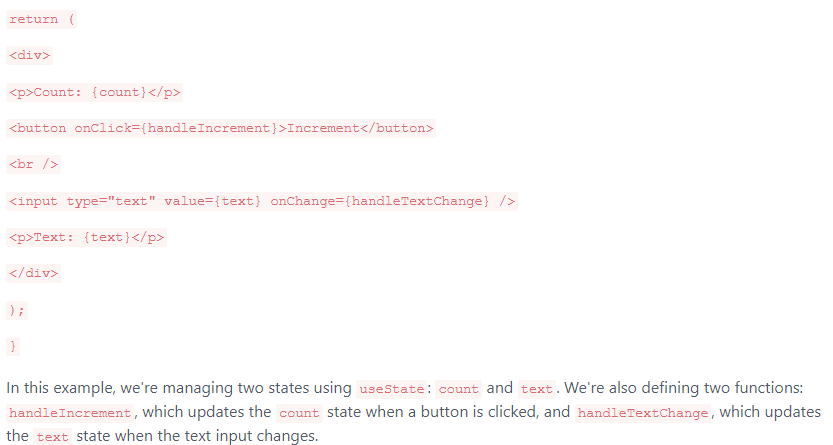 return (
<div>
<p>Count: {count}</p>
<button onClick={handleIncrement}>Increment</button>
<br />
<input type="text" value={text} onChange={handleTextChange} />
<p>Text: {text}</p>
</div>
);
}
In this example, we're managing two states using useState: count and text. We're also defining two functions:
handleIncrement, which updates the count state when a button is clicked, and handleTextChange, which updates
the text state when the text input changes.